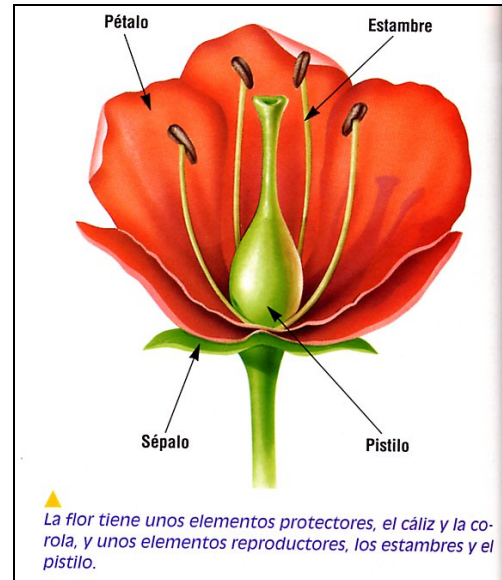 Pétalo
Estambre
Sépalo
Pistilo
La flor tiene unos elementos protectores, el cáliz y la co-
rola, y unos elementos reproductores, los estambres y el
pistilo.